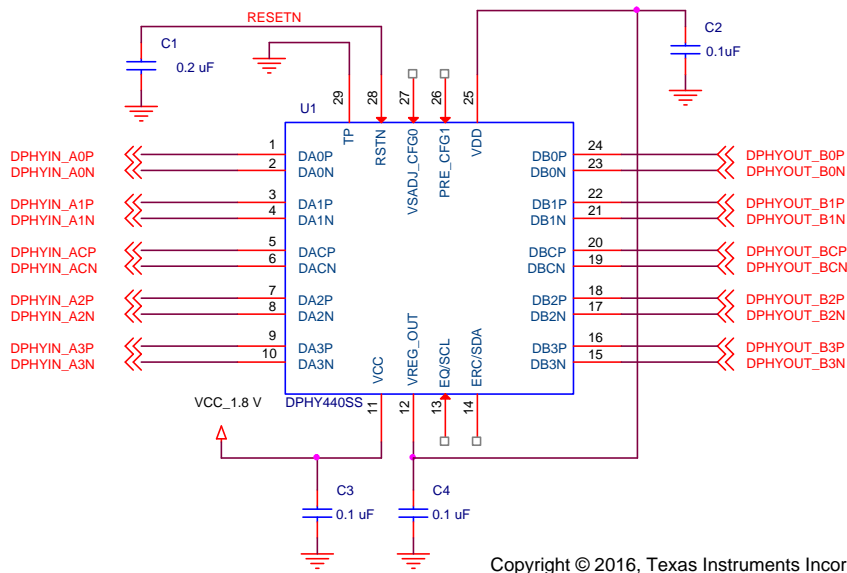 RESETN
C1
0.2 uF
C2
0.1uF
29
28
27
26
25
U1
TP
RSTN
VSADJ_CFG0
PRE_CFG1
VDD
DPHYIN_A0P 1 DA0P DB0P 24 DPHYOUT_B0P
DPHYIN_A0N 2 DA0N DB0N 23 DPHYOUT_B0N
DPHYIN_A1P 3 DA1P DB1P 22 DPHYOUT_B1P
DPHYIN_A1N 4 DA1N DB1N 21 DPHYOUT_B1N
DPHYIN_ACP 5 DACP DBCP 20 DPHYOUT_BCP
DPHYIN_ACN 6 DACN DBCN 19 DPHYOUT_BCN
DPHYIN_A2P 7 DA2P DB2P 18 DPHYOUT_B2P
DPHYIN_A2N 8 DA2N DB2N 17 DPHYOUT_B2N
DPHYIN_A3P 9 DA3P DB3P 16 DPHYOUT_B3P
DPHYIN_A3N 10 DA3N DB3N 15 DPHYOUT_B3N
VCC
VREG_OUT
EQ/SCL
ERC/SDA
VCC_1.8 V
DPHY440SS
11
12
13
14
C3
0.1 uF
C4
0.1 uF
Copyright © 2016, Texas Instruments Incor